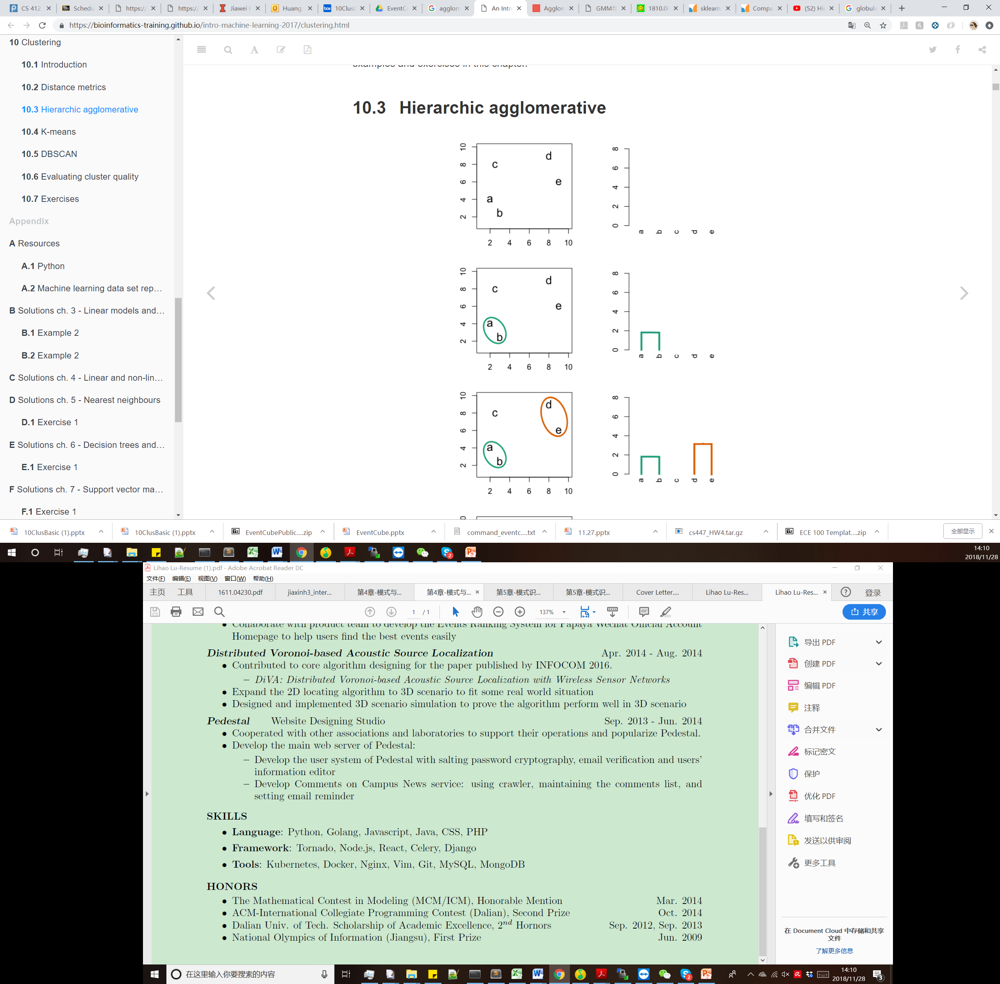 CS 412
Schedu
https://
https://
Jiawei
Huang,
10Clus
EventC
agglom
An Intr
Agglon
GMM
1810.0
sklearn.
Compa
(52) Hi
globula
https://bioinformatics-training.github.io/intro-machine-learning-2017/clustering.html
10 Clustering
10.1 Introduction
10.2 Distance metrics
10.3 Hierarchic agglomerative
10.4 K-means
10.5 DBSCAN
10.6 Evaluating cluster quality
10.7 Exercises
Appendix
A Resources
A.1 Python
A.2 Machine learning data set rep…
B Solutions ch. 3 - Linear models and…
B.1 Example 2
B.2 Example 2
C Solutions ch. 4 - Linear and non-lin…
D Solutions ch. 5 - Nearest neighbours
D.1 Exercise 1
E Solutions ch. 6 - Decision trees and…
E.1 Exercise 1
F Solutions ch. 7 - Support vector ma…
F.1 Exercise 1
examples and exercises in this chapter.
10.3 Hierarchic agglomerative
10 8 6 4 2
c d e a b
2 4 6 8 10
8 6 4 2 0
a b c d e
10 8 6 4 2
c d e a b
2 4 6 8 10
8 6 4 2 0
a b c d e
10 8 6 4 2
c d e a b
2 4 6 8 10
8 6 4 2 0
a b c d e
10ClusBasic (1).pptx
10ClusBasic (1).pptx
EventCubePublic....zip
EventCube.pptx
command_eventc....txt
11.27.pptx
cs447_HW4.tar.gz
ECE 100 Templat....zip
全部显示
14:10
2018/11/28
Lihao Lu-Resume (1).pdf - Adobe Acrobat Reader DC
文件(F) 编辑(E) 视图(V) 窗口(W) 帮助(H)
主页 工具 1611.04230.pdf jiaxinh3_inter... 第4章-模式与... 第4章-模式与... 第5章-模式识... 第5章-模式识... Cover Letter.... Lihao Lu-Res... Lihao Lu-Res... 登录
1 / 1 137% 共享
• Collaborate with product team to develop the Events Ranking System for Papaya Wechat Official Account
Homepage to help users find the best events easily
Distributed Voronoi-based Acoustic Source Localization Apr. 2014 - Aug. 2014
• Contributed to core algorithm designing for the paper published by INFOCOM 2016.
– DiVA: Distributed Voronoi-based Acoustic Source Localization with Wireless Sensor Networks
• Expand the 2D locating algorithm to 3D scenario to fit some real world situation
• Designed and implemented 3D scenario simulation to prove the algorithm perform well in 3D scenario
Pedestal Website Designing Studio Sep. 2013 - Jun. 2014
• Cooperated with other associations and laboratories to support their operations and popularize Pedestal.
• Develop the main web server of Pedestal:
– Develop the user system of Pedestal with salting password cryptography, email verification and users'
information editor
– Develop Comments on Campus News service: using crawler, maintaining the comments list, and
setting email reminder
SKILLS
• Language: Python, Golang, Javascript, Java, CSS, PHP
• Framework: Tornado, Node.js, React, Celery, Django
• Tools: Kubernetes, Docker, Nginx, Vim, Git, MySQL, MongoDB
HONORS
• The Mathematical Contest in Modeling (MCM/ICM), Honorable Mention Mar. 2014
• ACM-International Collegiate Programming Contest (Dalian), Second Prize Oct. 2014
• Dalian Univ. of Tech. Scholarship of Academic Excellence, 2nd Hornors Sep. 2012, Sep. 2013
• National Olympics of Information (Jiangsu), First Prize Jun. 2009
导出 PDF
创建 PDF
编辑 PDF
注释
合并文件
标记密文
保护
优化 PDF
填写和签名
发送以供审阅
更多工具
在 Document Cloud 中存储和共享
文件
了解更多信息
在这里输入你要搜索的内容
14:10
2018/11/28